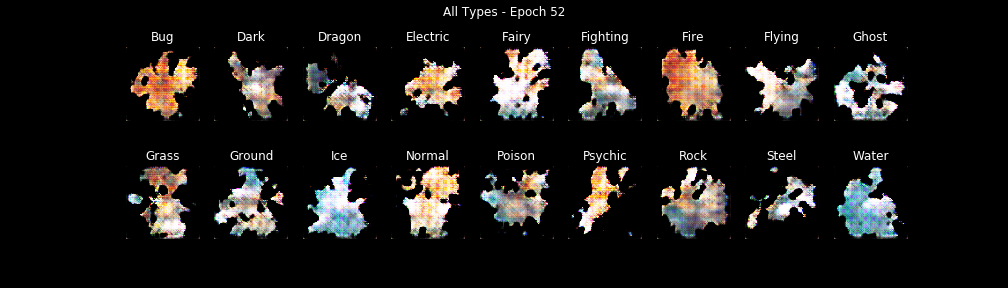 All Types - Epoch 52
Bug Dark Dragon Electric Fairy Fighting Fire Flying Ghost
Grass Ground Ice Normal Poison Psychic Rock Steel Water